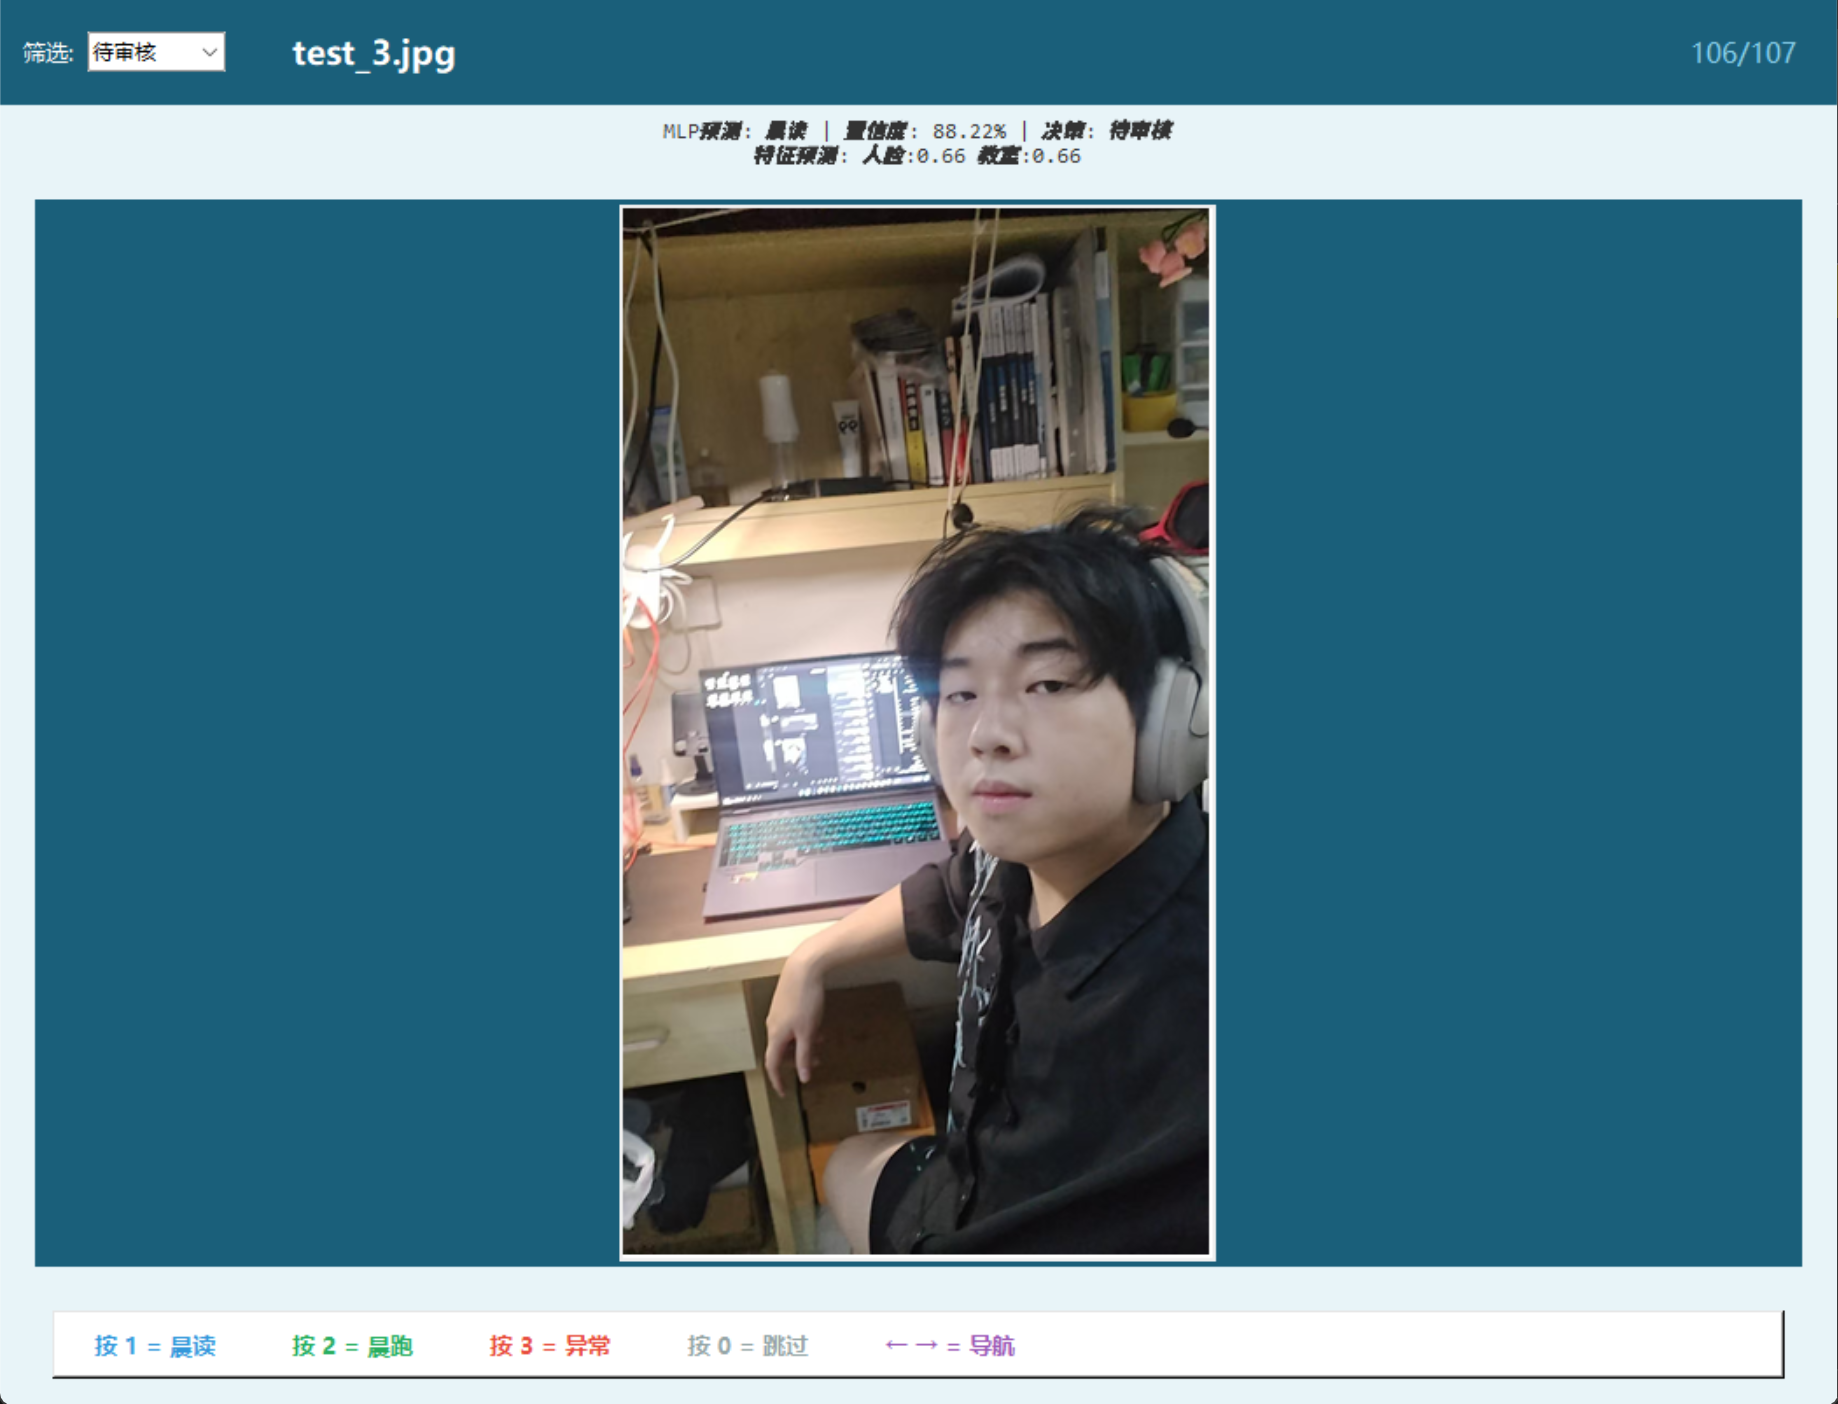 筛选: 待审核
test_3.jpg
106/107
MLP预测: 晨读 | 置信度: 88.22% | 决策: 待审核
特征预测: 人脸:0.66 教室:0.66
按 1 = 晨读
按 2 = 晨跑
按 3 = 异常
按 0 = 跳过
←→ = 导航